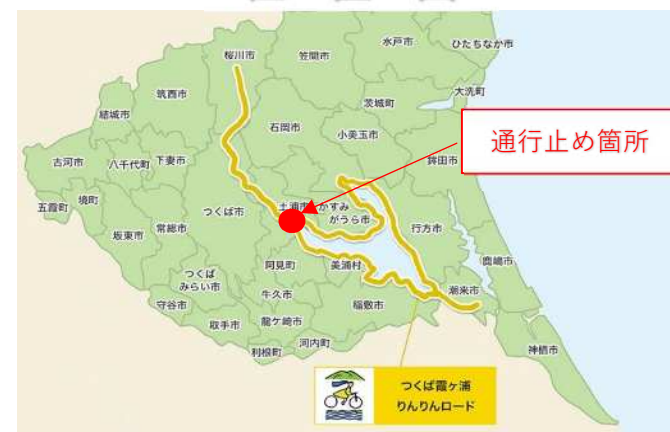 水戸市
ひたちなか市
桜川市
笠間市
大洗町
筑西市
茨城町
結城市
石岡市
小美玉市
通行止め箇所
鉾田市
古河市
八千代町
下妻市
土浦市
かすみ
がうら市
五霞町
境町
つくば市
行方市
坂東市
常総市
阿見町
美浦村
鹿嶋市
つくば
みらい市
牛久市
潮来市
守谷市
稲敷市
取手市
龍ケ崎市
河内町
利根町
神栖市
つくば霞ヶ浦
りんりんロード